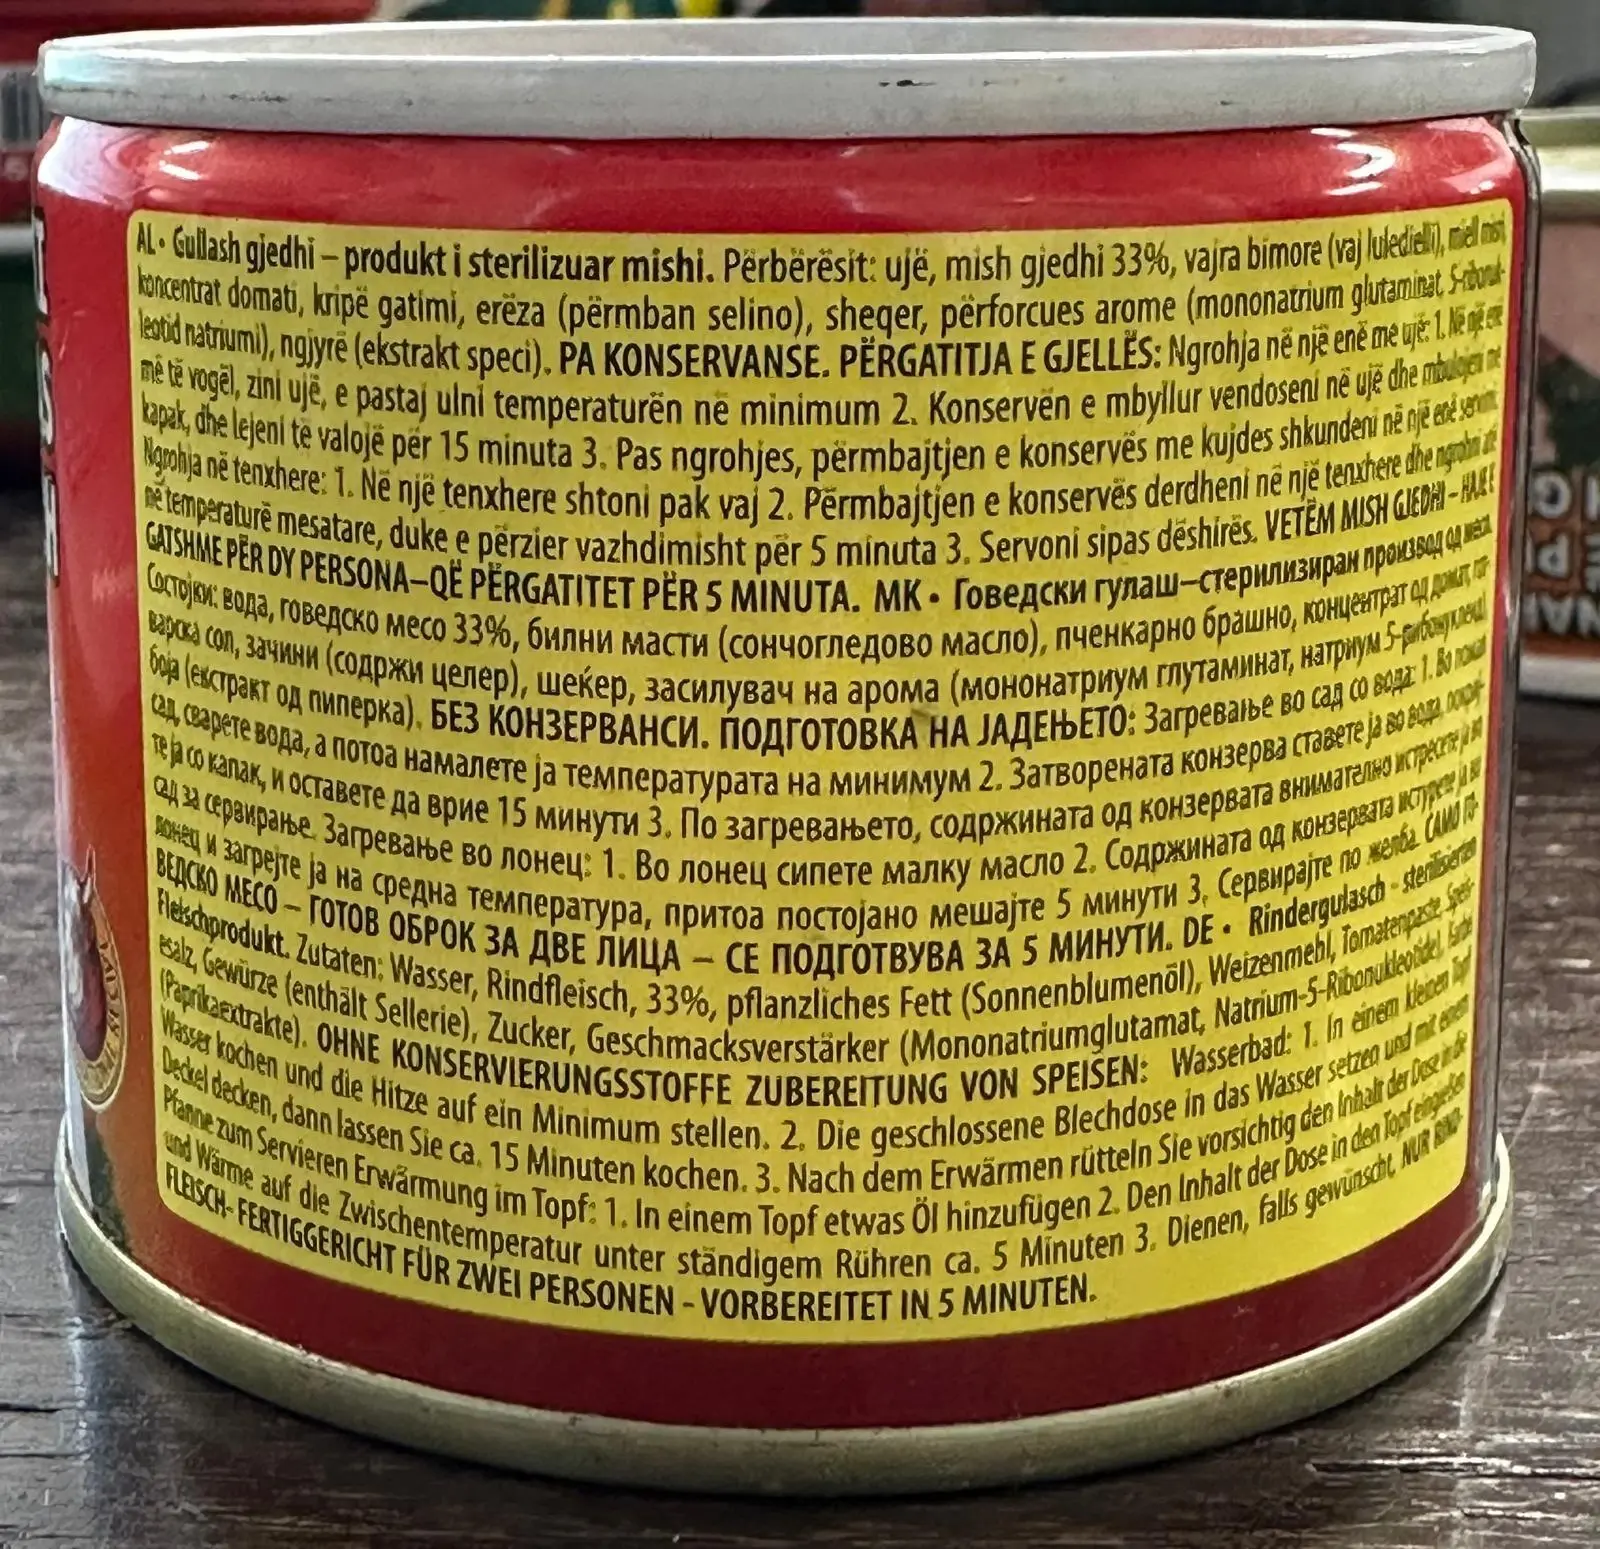 AL • Gullash gjedhi – produkt i sterilizuar mishi. Përbërësit: ujë, mish gjedhi 33%, vajra bimore (vaj luledielli), miell misri,
koncentrat domati, kripë gatimi, erëza (përmban selino), sheqer, përforcues arome (mononatrium glutaminat, 5-ribonuk-
leotid natriumi), ngjyrë (ekstrakt speci). PA KONSERVANSE. PËRGATITJA E GJELLËS: Ngrohja në një enë me ujë: 1. Në një enë
më të vogël, zini ujë, e pastaj ulni temperaturën në minimum 2. Konservën e mbyllur vendoseni në ujë dhe mbulojeni me
kapak, dhe lejeni të valojë për 15 minuta 3. Pas ngrohjes, përmbajtjen e konservës me kujdes shkundeni në një enë servimi.
Ngrohja në tenxhere: 1. Në një tenxhere shtoni pak vaj 2. Përmbajtjen e konservës derdheni në një tenxhere dhe ngrohni atë
në temperaturë mesatare, duke e përzier vazhdimisht për 5 minuta 3. Servoni sipas dëshirës. VETËM MISH GJEDHI – HAJE E
GATSHME PËR DY PERSONA–QË PËRGATITET PËR 5 MINUTA. MK • Говедски гулаш–стерилизиран производ од месо.
Состојки: вода, говедско месо 33%, билни масти (сончогледово масло), пченкарно брашно, концентрат од домат, гот-
варска сол, зачини (содржи целер), шеќер, засилувач на арома (мононатриум глутаминат, натриум 5-рибонуклеид),
боја (екстракт од пиперка). БЕЗ КОНЗЕРВАНСИ. ПОДГОТОВКА НА ЈАДЕЊЕТО: Загревање во сад со вода: 1. Во помал
сад, сварете вода, а потоа намалете ја температурата на минимум 2. Затворената конзерва ставете ја во вода, покрij-
те ја со капак, и оставете да врие 15 минути 3. По загревањето, содржината од конзервата внимателно истресете ја во
сад за сервирање. Загревање во лонец: 1. Во лонец сипете малку масло 2. Содржината од конзервата истурете ја во
лонец и загрејте ја на средна температура, притоа постојано мешајте 5 минути 3. Сервирајте по желба. САМО ГО-
ВЕДСКО МЕСО – ГОТОВ ОБРОК ЗА ДВЕ ЛИЦА – СЕ ПОДГОТВУВА ЗА 5 МИНУТИ. DE • Rindergulasch - sterilisierten
Fleischprodukt. Zutaten: Wasser, Rindfleisch, 33%, pflanzliches Fett (Sonnenblumenöl), Weizenmehl, Tomatenpaste, Speis-
esalz, Gewürze (enthält Sellerie), Zucker, Geschmacksverstärker (Mononatriumglutamat, Natrium-5-Ribonukleotide), Farbe
(Paprikaextrakte). OHNE KONSERVIERUNGSSTOFFE ZUBEREITUNG VON SPEISEN: Wasserbad: 1. In einem kleinen Topf
Wasser kochen und die Hitze auf ein Minimum stellen. 2. Die geschlossene Blechdose in das Wasser setzen und mit einem
Deckel decken, dann lassen Sie ca. 15 Minuten kochen. 3. Nach dem Erwärmen rütteln Sie vorsichtig den Inhalt der Dose in die
Pfanne zum Servieren Erwärmung im Topf: 1. In einem Topf etwas Öl hinzufügen 2. Den Inhalt der Dose in den Topf eingießen
und Wärme auf die Zwischentemperatur unter ständigem Rühren ca. 5 Minuten 3. Dienen, falls gewünscht, NUR RIND-
FLEISCH- FERTIGGERICHT FÜR ZWEI PERSONEN - VORBEREITET IN 5 MINUTEN.